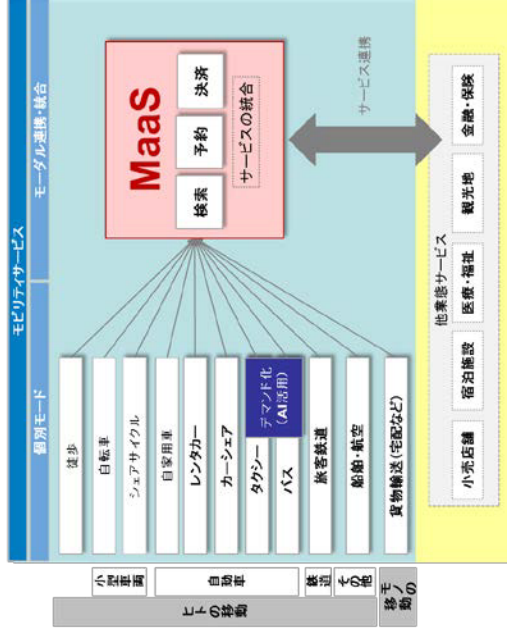 モビリティサービス
個別モード
モーダル連携・統合
ヒトの移動
モノの移動
小型車両
自動車
鉄道
その他
徒歩
自転車
シェアサイクル
自家用車
レンタカー
カーシェア
タクシー
バス
デマンド化
（AI活用）
旅客鉄道
船舶・航空
貨物輸送（宅配など）
MaaS
検索
予約
決済
サービスの統合
サービス連携
他業態サービス
小売店舗
宿泊施設
医療・福祉
観光地
金融・保険